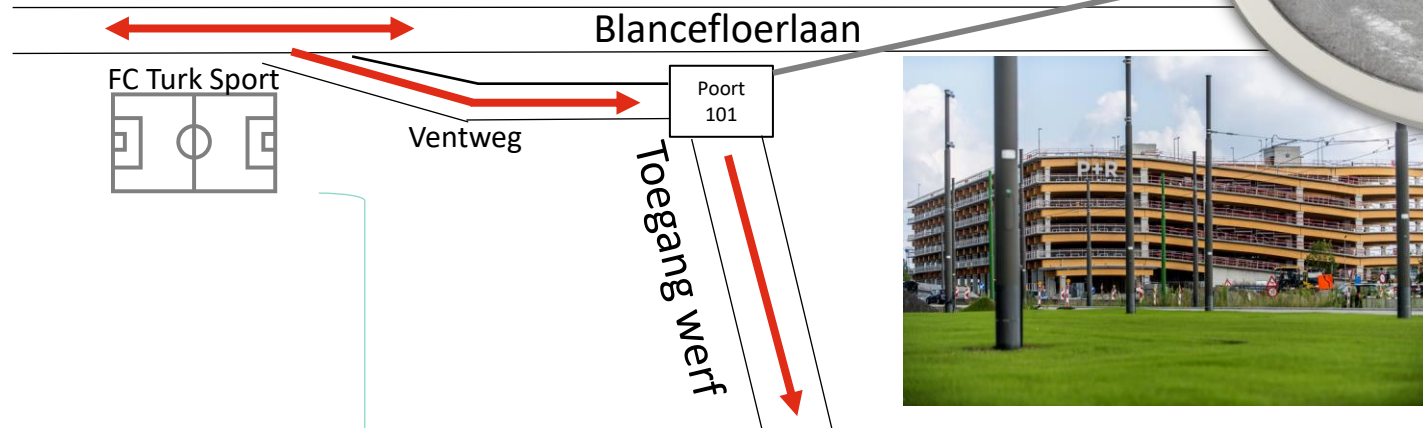 Blancefloerlaan
FC Turk Sport
Poort
101
Ventweg
Toegang werf
P+R